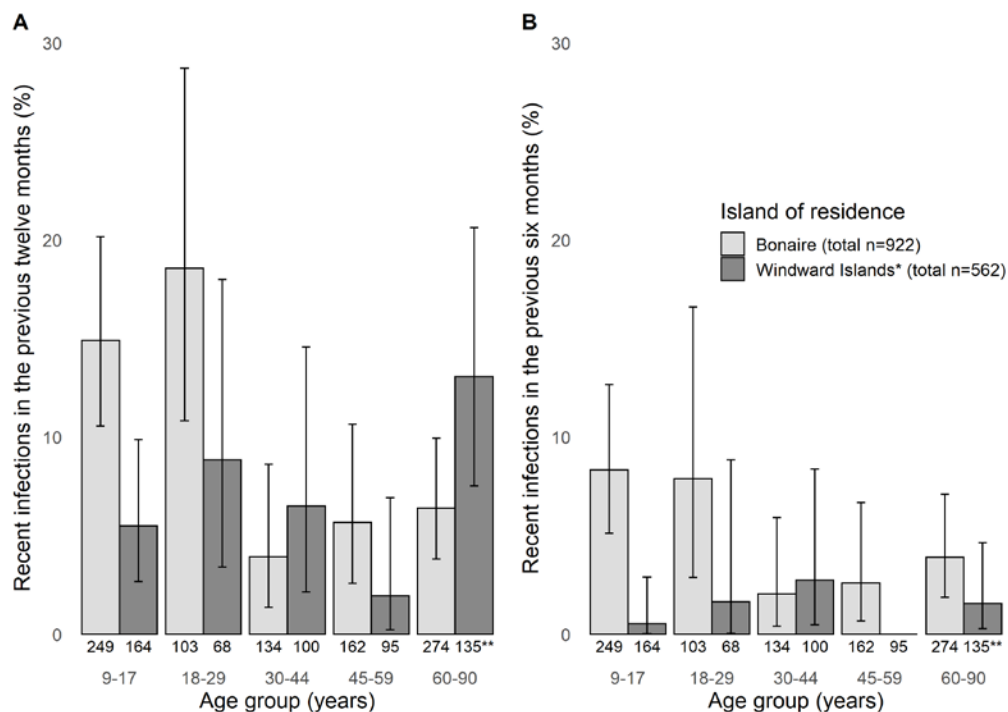 A
Recent infections in the previous twelve months (%)
30
20
10
0
249 164 103 68 134 100 162 95 274 135**
9-17 18-29 30-44 45-59 60-90
Age group (years)
B
Recent infections in the previous six months (%)
30
20
10
0
Island of residence
Bonaire (total n=922)
Windward Islands* (total n=562)
249 164 103 68 134 100 162 95 274 135**
9-17 18-29 30-44 45-59 60-90
Age group (years)